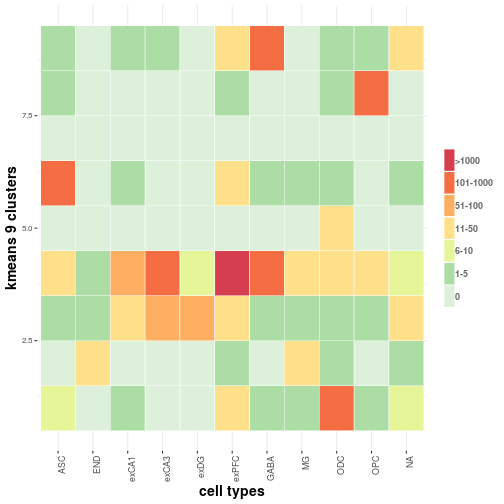 kmeans 9 clusters
7.5
5.0
2.5
ASC
END
exCA1
exCA3
exDG
exPFC
GABA
MG
ODC
OPC
NA
cell types
>1000
101-1000
51-100
11-50
6-10
1-5
0